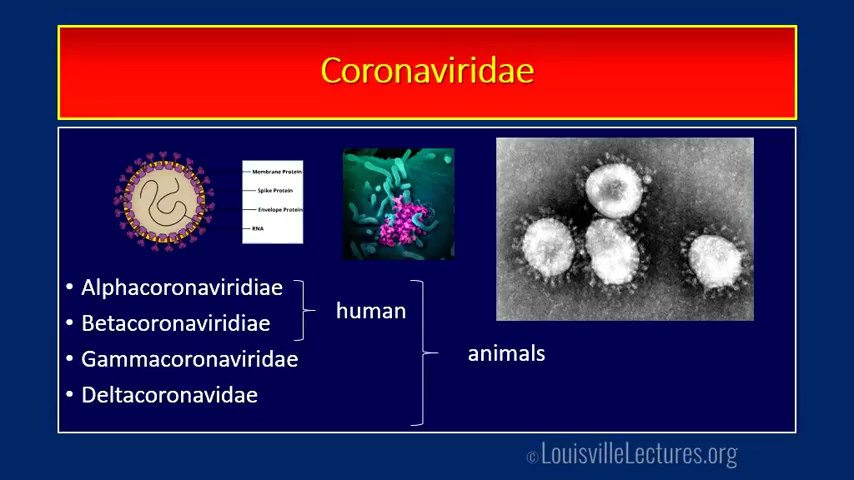 Coronaviridae
Membrane Protein
Spike Protein
Envelope Protein
RNA
• Alphacoronaviridiae
• Betacoronaviridiae
• Gammacoronaviridae
• Deltacoronavidae
human
animals
© LouisvilleLectures.org